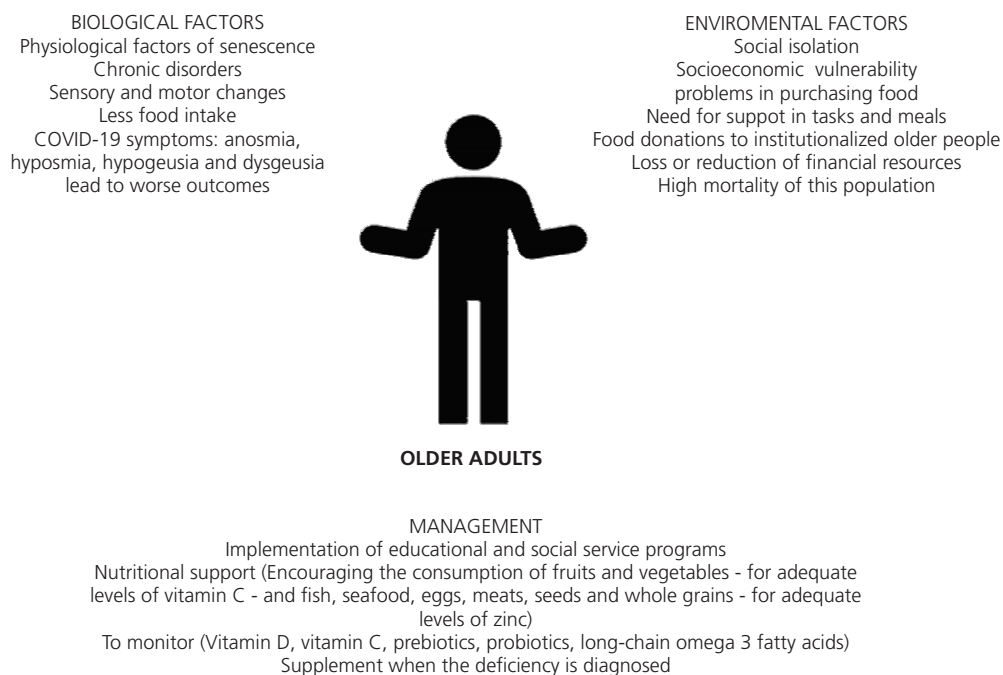 BIOLOGICAL FACTORS
Physiological factors of senescence
Chronic disorders
Sensory and motor changes
Less food intake
COVID-19 symptoms: anosmia,
hyposmia, hypogeusia and dysgeusia
lead to worse outcomes
ENVIROMENTAL FACTORS
Social isolation
Socioeconomic vulnerability
problems in purchasing food
Need for suppot in tasks and meals
Food donations to institutionalized older people
Loss or reduction of financial resources
High mortality of this population
OLDER ADULTS
MANAGEMENT
Implementation of educational and social service programs
Nutritional support (Encouraging the consumption of fruits and vegetables - for adequate
levels of vitamin C - and fish, seafood, eggs, meats, seeds and whole grains - for adequate
levels of zinc)
To monitor (Vitamin D, vitamin C, prebiotics, probiotics, long-chain omega 3 fatty acids)
Supplement when the deficiency is diagnosed